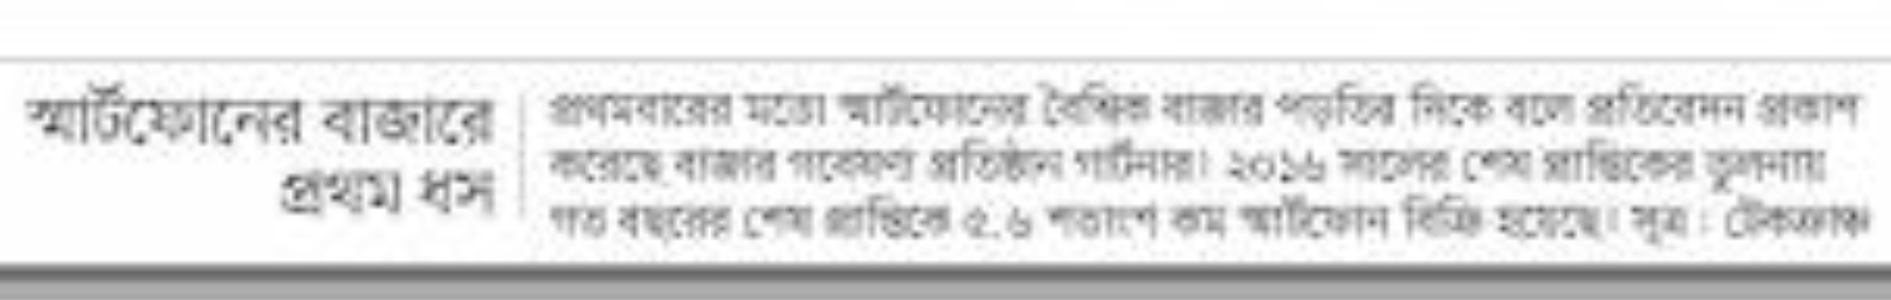 স্মার্টফোনের বাজারে
প্রথম ধস
প্রথমবারের মতো স্মার্টফোনের বৈশ্বিক বাজার পড়তির দিকে বলে প্রতিবেদন প্রকাশ
করেছে বাজার গবেষণা প্রতিষ্ঠান গার্টনার। ২০১৬ সালের শেষ প্রান্তিকের তুলনায়
গত বছরের শেষ প্রান্তিকে ৫.৬ শতাংশ কম স্মার্টফোন বিক্রি হয়েছে। সূত্র : টেকক্রাঞ্চ